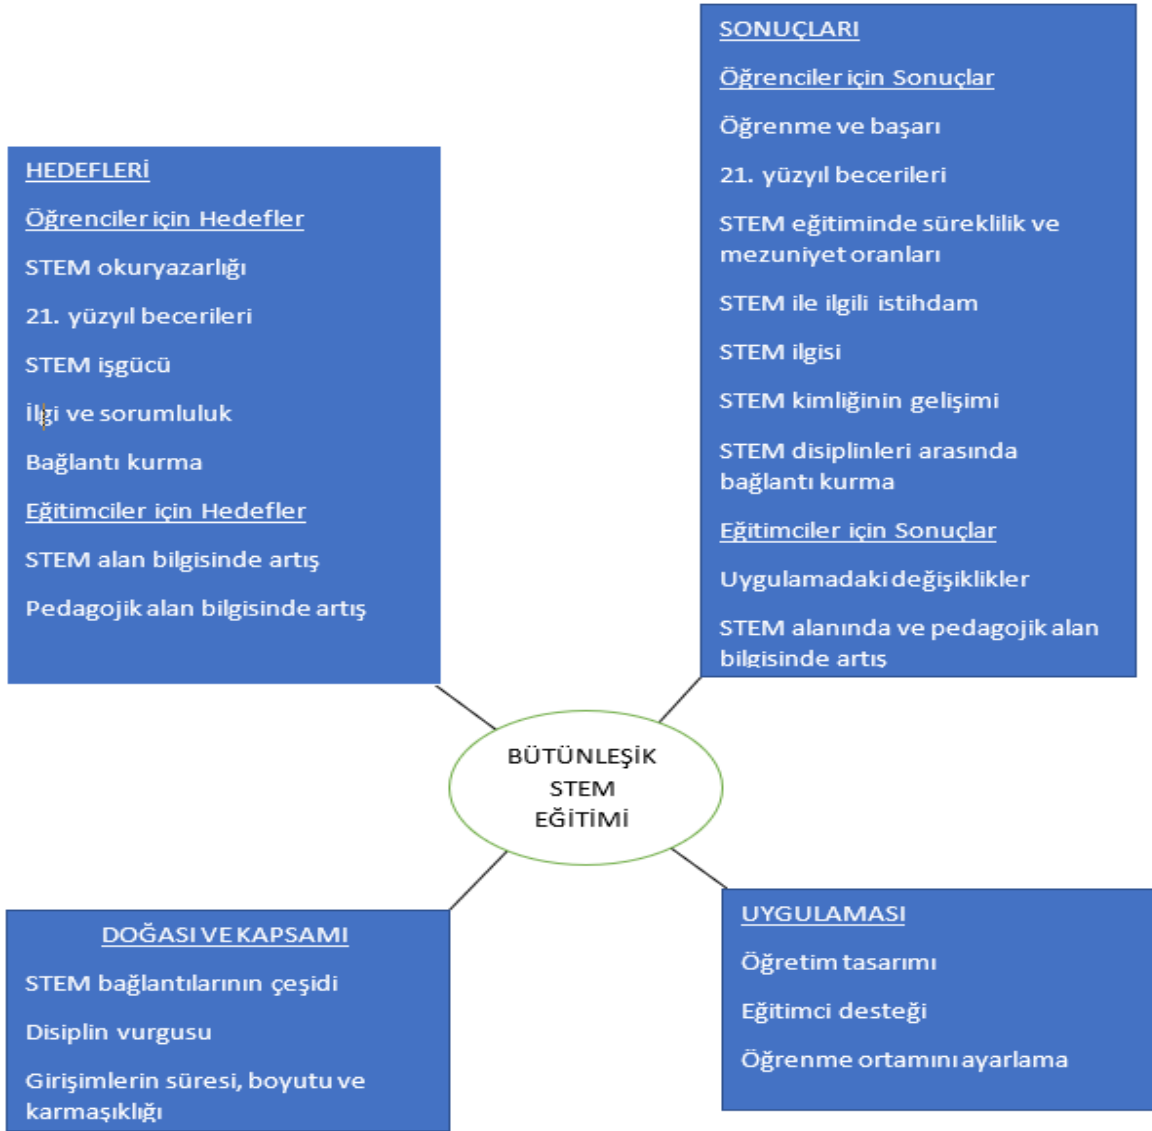 HEDEFLERİ
Öğrenciler için Hedefler
STEM okuryazarlığı
21. yüzyıl becerileri
STEM işgücü
İlgi ve sorumluluk
Bağlantı kurma
Eğitimciler için Hedefler
STEM alan bilgisinde artış
Pedagojik alan bilgisinde artış
SONUÇLARI
Öğrenciler için Sonuçlar
Öğrenme ve başarı
21. yüzyıl becerileri
STEM eğitiminde süreklilik ve
mezuniyet oranları
STEM ile ilgili istihdam
STEM ilgisi
STEM kimliğinin gelişimi
STEM disiplinleri arasında
bağlantı kurma
Eğitimciler için Sonuçlar
Uygulamadaki değişiklikler
STEM alanında ve pedagojik alan
bilgisinde artış
BÜTÜNLEŞİK
STEM
EĞİTİMİ
DOĞASI VE KAPSAMI
STEM bağlantılarının çeşidi
Disiplin vurgusu
Girişimlerin süresi, boyutu ve
karmaşıklığı
UYGULAMASI
Öğretim tasarımı
Eğitimci desteği
Öğrenme ortamını ayarlama